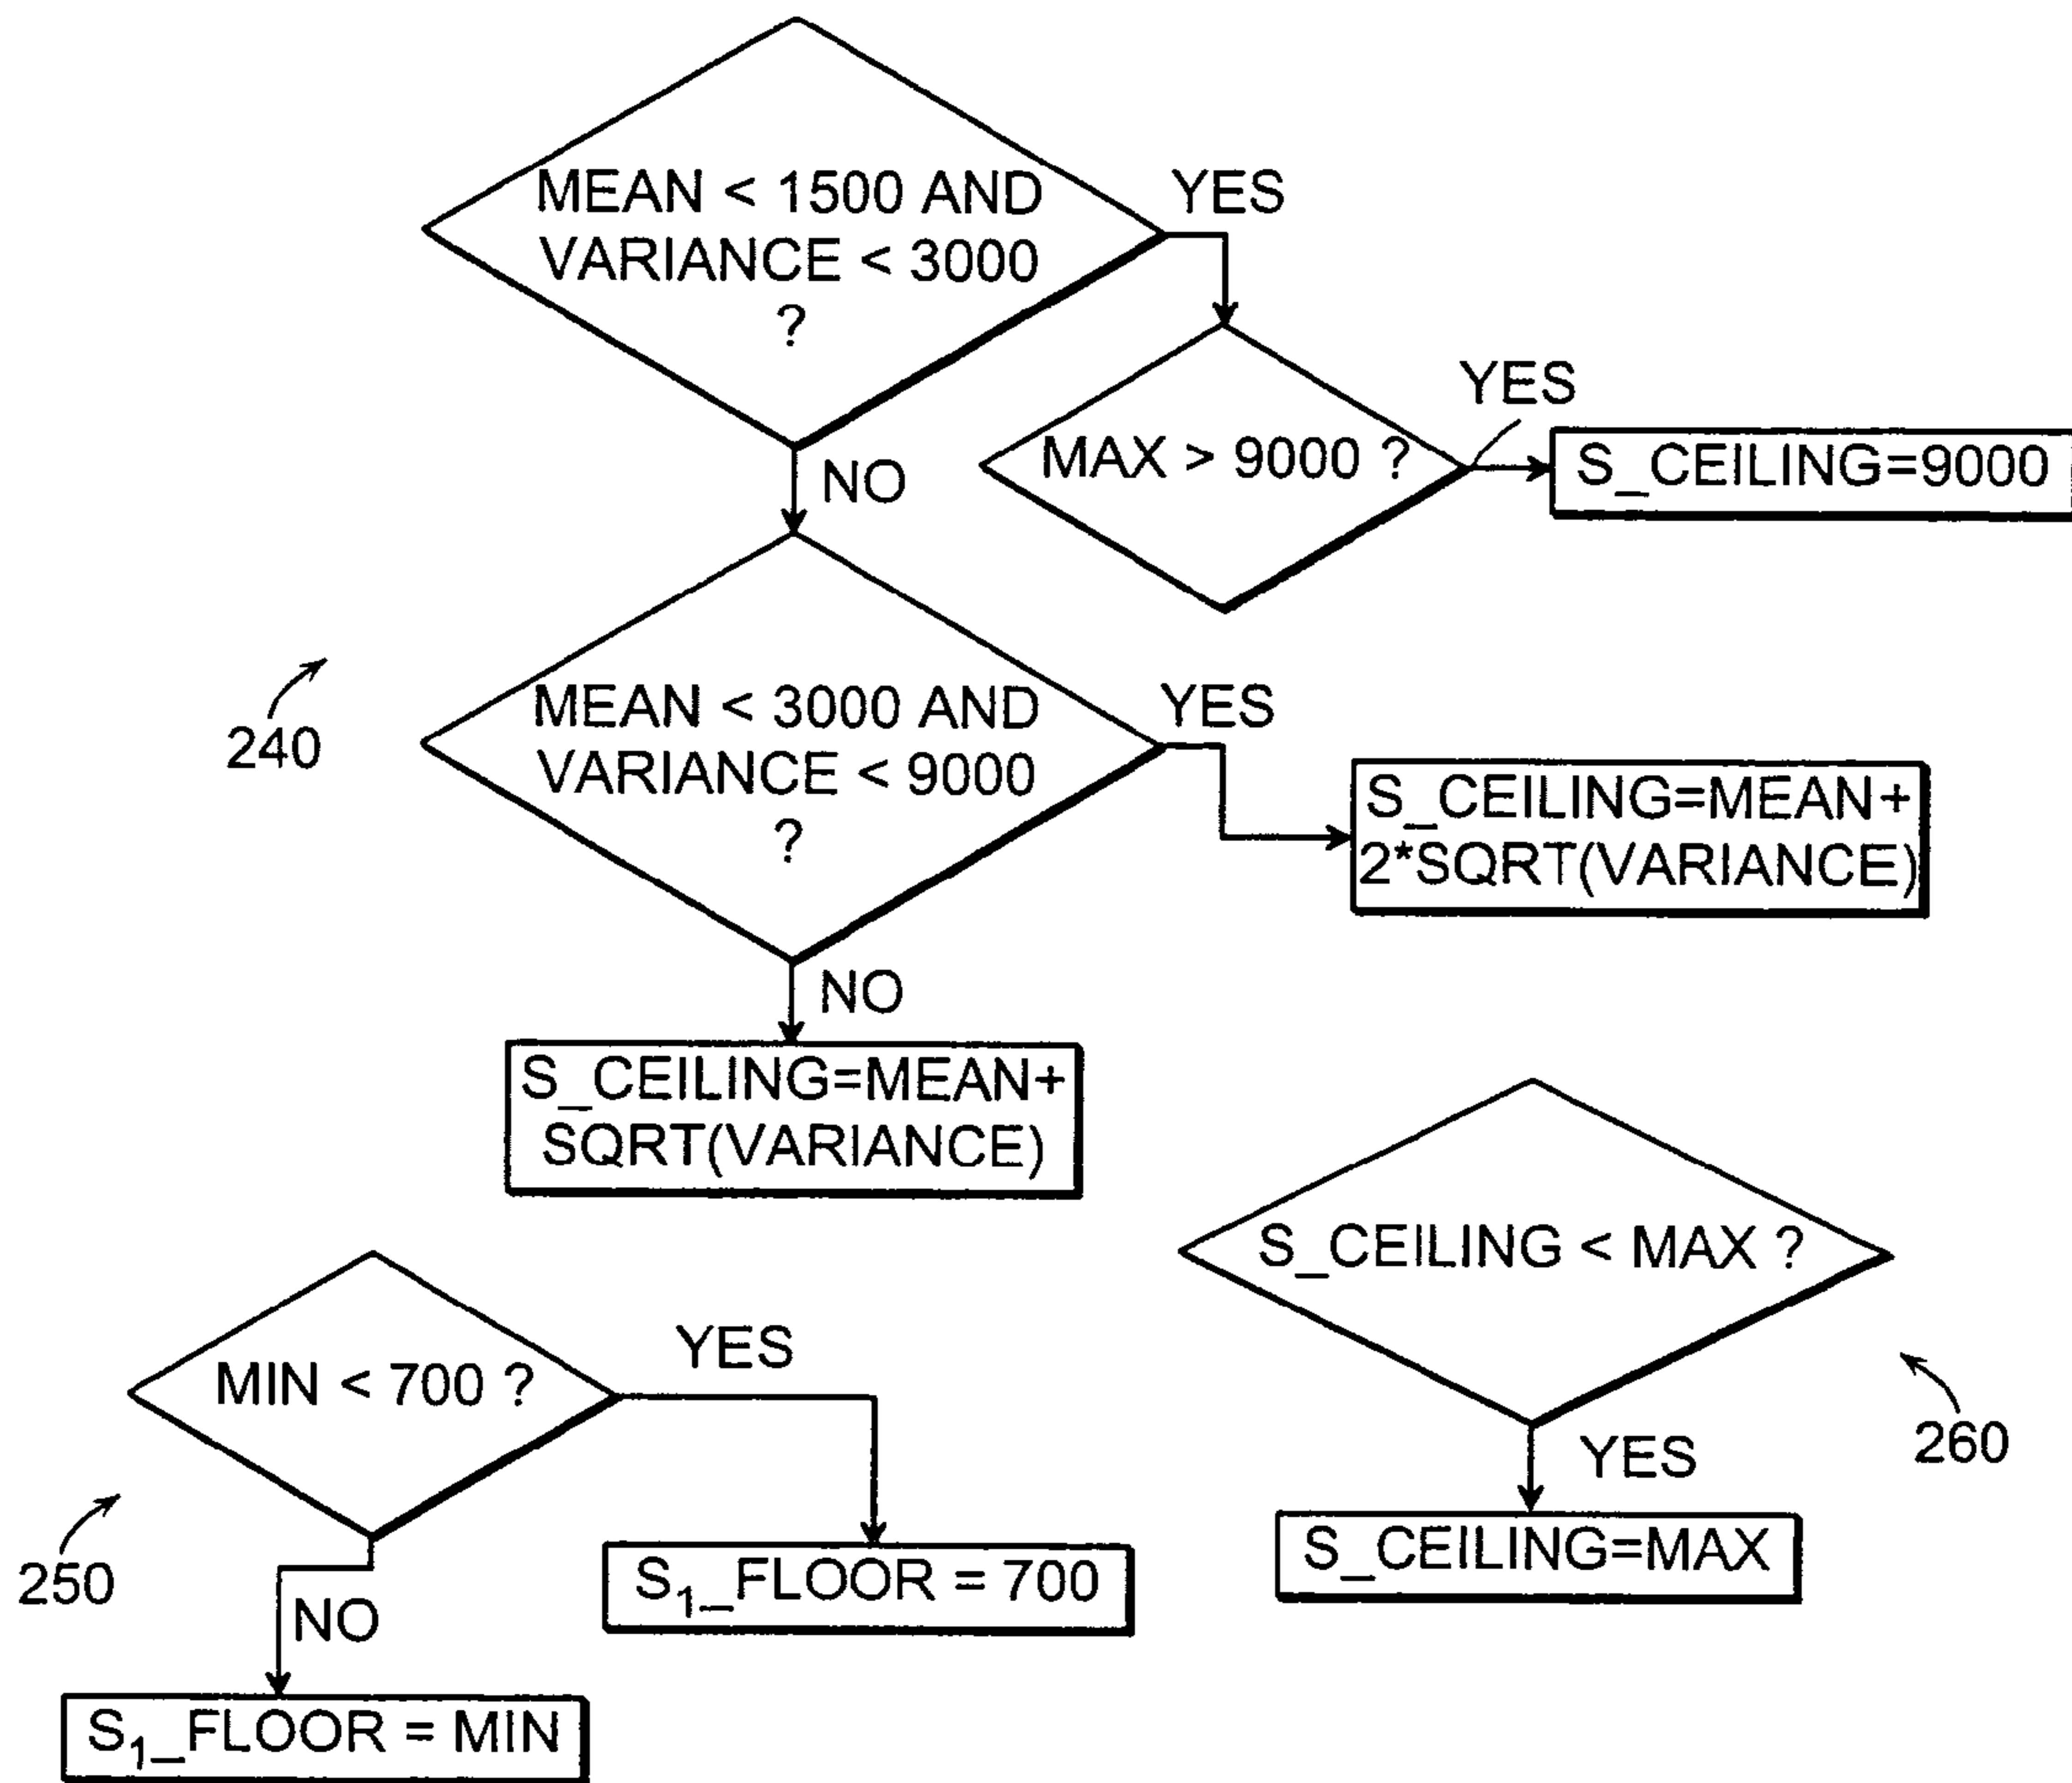 MEAN < 1500 AND
VARIANCE < 3000
?
YES
NO
MAX > 9000 ?
YES
S_CEILING=9000
240
MEAN < 3000 AND
VARIANCE < 9000
?
YES
S_CEILING=MEAN+
2*SQRT(VARIANCE)
NO
S_CEILING=MEAN+
SQRT(VARIANCE)
S_CEILING < MAX ?
260
YES
S_CEILING=MAX
MIN < 700 ?
YES
250
S₁_FLOOR = 700
NO
S₁_FLOOR = MIN